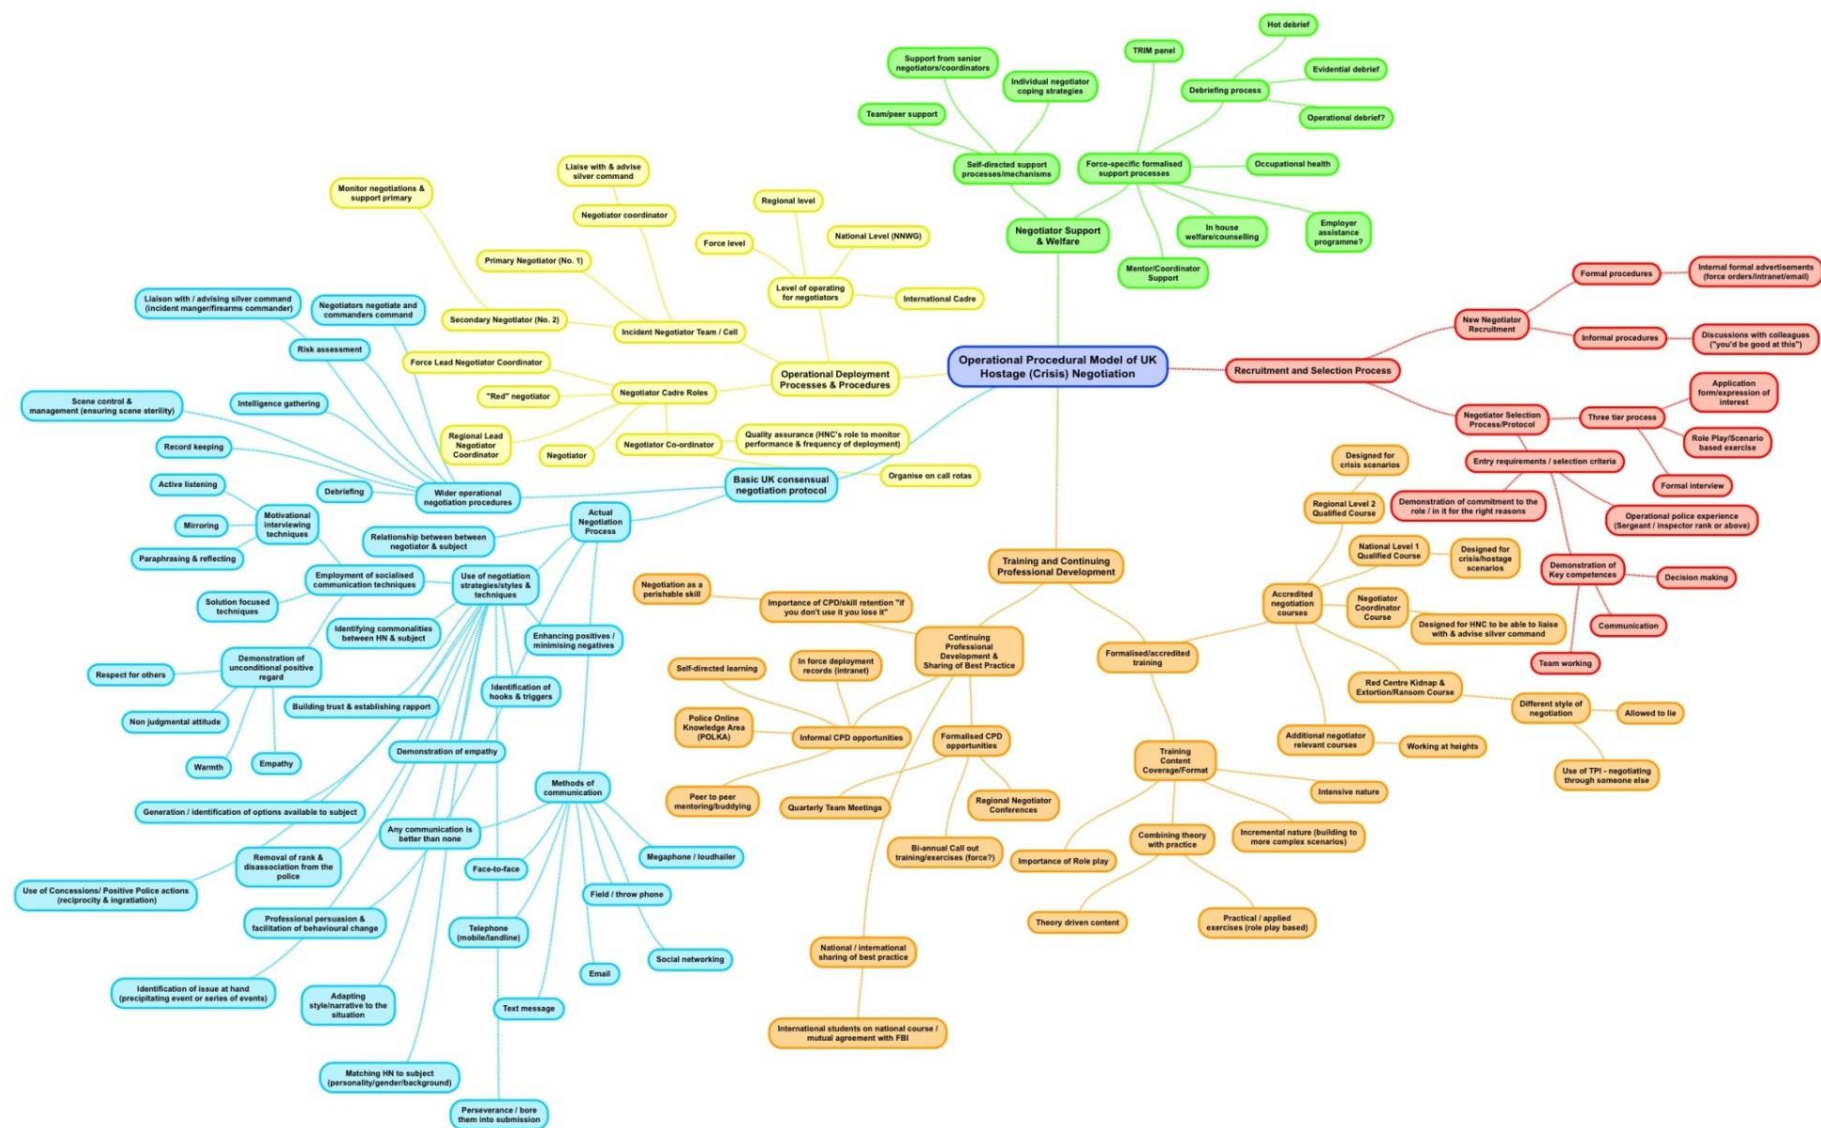 Operational Procedural Model of UK
Hostage (Crisis) Negotiation
Negotiator Support
& Welfare
Self-directed support
processes/mechanisms
Team/peer support
Support from senior
negotiators/coordinators
Individual negotiator
coping strategies
Force-specific formalised
support processes
TRIM panel
Debriefing process
Hot debrief
Evidential debrief
Operational debrief?
Occupational health
Employer
assistance
programme?
In house
welfare/counselling
Mentor/Coordinator
Support
Recruitment and Selection Process
New Negotiator
Recruitment
Formal procedures
Internal formal advertisements
(force orders/intranet/email)
Informal procedures
Discussions with colleagues
("you'd be good at this")
Negotiator Selection
Process/Protocol
Three tier process
Application
form/expression of
interest
Role Play/Scenario
based exercise
Formal interview
Entry requirements / selection criteria
Demonstration of commitment to the
role / in it for the right reasons
Operational police experience
(Sergeant / inspector rank or above)
Demonstration of
Key competences
Decision making
Communication
Team working
Training and Continuing
Professional Development
Formalised/accredited
training
Accredited
negotiation
courses
Regional Level 2
Qualified Course
Designed for
crisis scenarios
National Level 1
Qualified Course
Designed for
crisis/hostage
scenarios
Negotiator
Coordinator
Course
Designed for HNC to be able to liaise
with & advise silver command
Red Centre Kidnap &
Extortion/Ransom Course
Different style of
negotiation
Allowed to lie
Use of TPI - negotiating
through someone else
Additional negotiator
relevant courses
Working at heights
Training
Content
Coverage/Format
Intensive nature
Incremental nature (building to
more complex scenarios)
Combining theory
with practice
Practical / applied
exercises (role play based)
Theory driven content
Importance of Role play
Continuing
Professional
Development &
Sharing of Best Practice
Importance of CPD/skill retention "if
you don't use it you lose it"
Negotiation as a
perishable skill
Informal CPD opportunities
Self-directed learning
In force deployment
records (intranet)
Police Online
Knowledge Area
(POLKA)
Peer to peer
mentoring/buddying
Formalised CPD
opportunities
Quarterly Team Meetings
Bi-annual Call out
training/exercises (force?)
Regional Negotiator
Conferences
National / international
sharing of best practice
International students on national course /
mutual agreement with FBI
Operational Deployment
Processes & Procedures
Level of operating
for negotiators
Force level
Regional level
National Level (NNWG)
International Cadre
Incident Negotiator Team / Cell
Negotiator coordinator
Liaise with & advise
silver command
Primary Negotiator (No. 1)
Secondary Negotiator (No. 2)
Monitor negotiations &
support primary
Negotiator Cadre Roles
Force Lead Negotiator Coordinator
"Red" negotiator
Regional Lead
Negotiator
Coordinator
Negotiator
Negotiator Co-ordinator
Quality assurance (HNC's role to monitor
performance & frequency of deployment)
Organise on call rotas
Basic UK consensual
negotiation protocol
Wider operational
negotiation procedures
Negotiators negotiate and
commanders command
Liaison with / advising silver command
(incident manger/firearms commander)
Risk assessment
Intelligence gathering
Scene control &
management (ensuring scene sterility)
Record keeping
Debriefing
Actual
Negotiation
Process
Relationship between between
negotiator & subject
Use of negotiation
strategies/styles &
techniques
Employment of socialised
communication techniques
Motivational
interviewing
techniques
Active listening
Mirroring
Paraphrasing & reflecting
Solution focused
techniques
Demonstration of
unconditional positive
regard
Respect for others
Non judgmental attitude
Warmth
Empathy
Identifying commonalities
between HN & subject
Enhancing positives /
minimising negatives
Identification of
hooks & triggers
Building trust & establishing rapport
Demonstration of empathy
Generation / identification of options available to subject
Any communication is
better than none
Removal of rank &
disassociation from the
police
Use of Concessions/ Positive Police actions
(reciprocity & ingratiation)
Professional persuasion &
facilitation of behavioural change
Identification of issue at hand
(precipitating event or series of events)
Adapting
style/narrative to the
situation
Matching HN to subject
(personality/gender/background)
Perseverance / bore
them into submission
Methods of
communication
Face-to-face
Telephone
(mobile/landline)
Text message
Email
Social networking
Field / throw phone
Megaphone / loudhailer